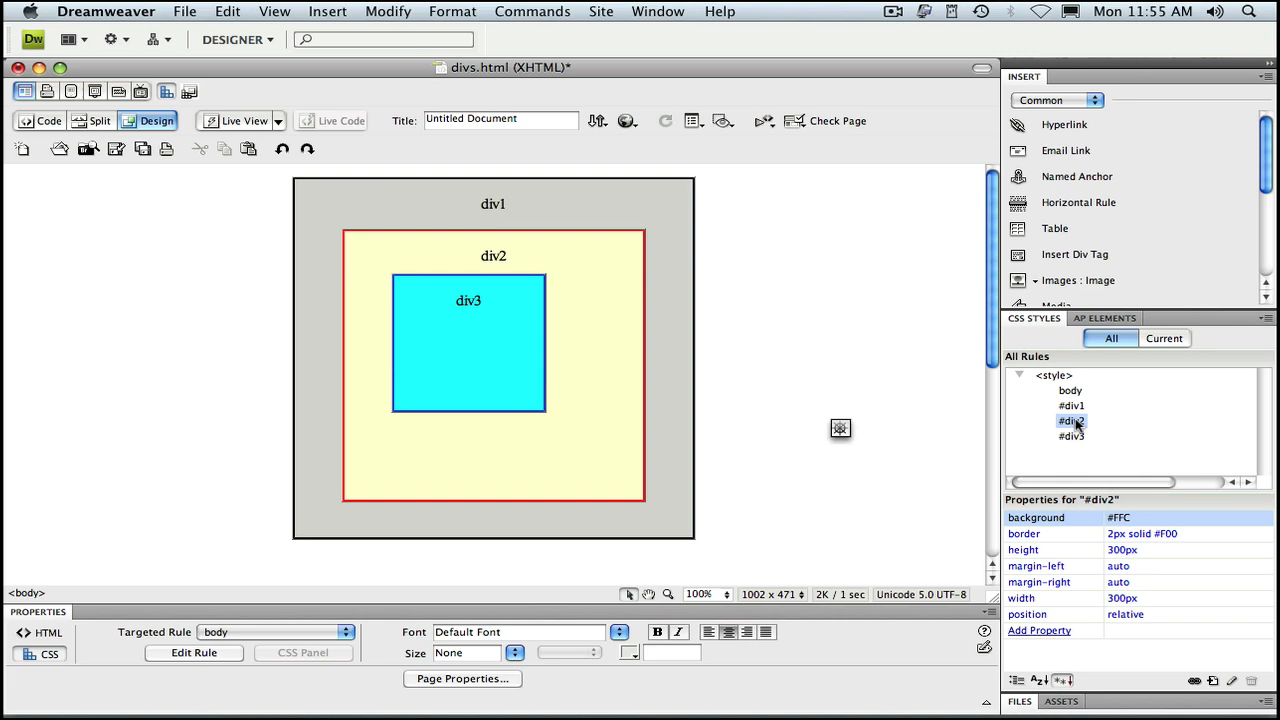 Dreamweaver File Edit View Insert Modify Format Commands Site Window Help Mon 11:55 AM
Dw DESIGNER
divs.html (XHTML)*
INSERT
Common
Code Split Design Live View Live Code Title: Untitled Document Check Page
Hyperlink
Email Link
Named Anchor
Horizontal Rule
Table
Insert Div Tag
Images : Image
Media
div1
div2
div3
CSS STYLES AP ELEMENTS
All Current
All Rules
<style>
body
#div1
#div2
#div3
Properties for "#div2"
background #FFC
border 2px solid #F00
height 300px
margin-left auto
margin-right auto
width 300px
position relative
Add Property
<body> 100% 1002 x 471 2K / 1 sec Unicode 5.0 UTF-8
PROPERTIES
HTML Targeted Rule body Font Default Font B I
CSS Edit Rule CSS Panel Size None
Page Properties...
FILES ASSETS